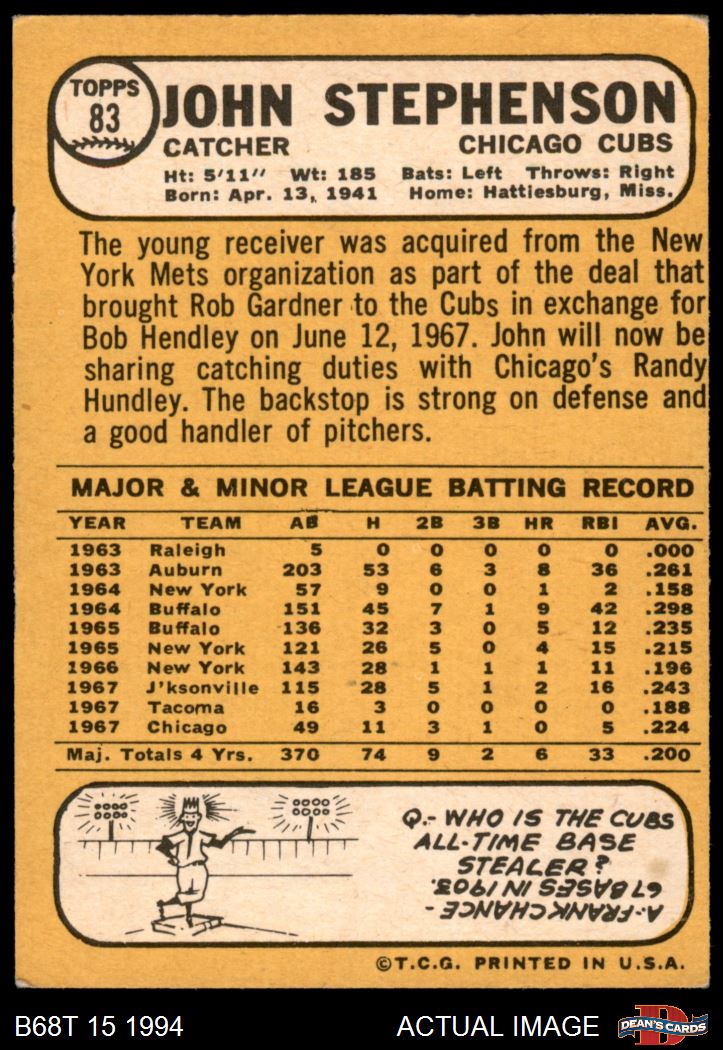 TOPPS
83
JOHN STEPHENSON
CATCHER CHICAGO CUBS
Ht: 5'11" Wt: 185 Bats: Left Throws: Right
Born: Apr. 13, 1941 Home: Hattiesburg, Miss.
The young receiver was acquired from the New
York Mets organization as part of the deal that
brought Rob Gardner to the Cubs in exchange for
Bob Hendley on June 12, 1967. John will now be
sharing catching duties with Chicago's Randy
Hundley. The backstop is strong on defense and
a good handler of pitchers.
MAJOR & MINOR LEAGUE BATTING RECORD
YEAR TEAM AB H 2B 3B HR RBI AVG.
1963 Raleigh 5 0 0 0 0 0 .000
1963 Auburn 203 53 6 3 8 36 .261
1964 New York 57 9 0 0 1 2 .158
1964 Buffalo 151 45 7 1 9 42 .298
1965 Buffalo 136 32 3 0 5 12 .235
1965 New York 121 26 5 0 4 15 .215
1966 New York 143 28 1 1 1 11 .196
1967 J'ksonville 115 28 5 1 2 16 .243
1967 Tacoma 16 3 0 0 0 0 .188
1967 Chicago 49 11 3 1 0 5 .224
Maj. Totals 4 Yrs. 370 74 9 2 6 33 .200
Q.- WHO IS THE CUBS
ALL-TIME BASE
STEALER?
A.-FRANK CHANCE -
67 BASES IN 1903.
©T.C.G. PRINTED IN U.S.A.
B68T 15 1994 ACTUAL IMAGE D DEAN'S CARDS